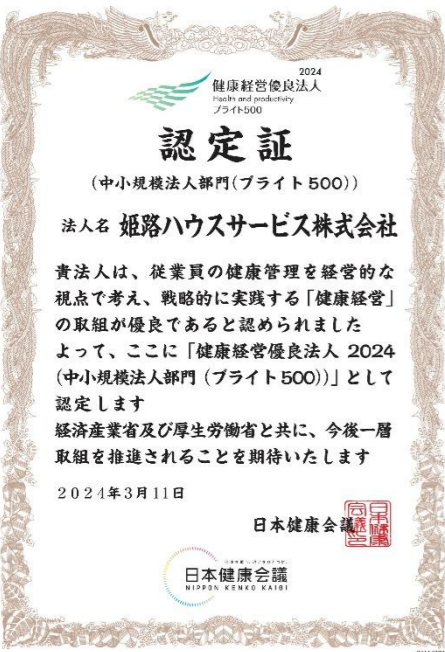 2024
健康経営優良法人
Health and productivity
ブライト500
認定証
(中小規模法人部門(ブライト500))
法人名 姫路ハウスサービス株式会社
貴法人は、従業員の健康管理を経営的な
視点で考え、戦略的に実践する「健康経営」
の取組が優良であると認められました
よって、ここに「健康経営優良法人 2024
(中小規模法人部門（ブライト500))」として
認定します
経済産業省及び厚生労働省と共に、今後一層
取組を推進されることを期待いたします
2024年3月11日
日本健康会議
日本健康会議
NIPPON KENKO KAIGI